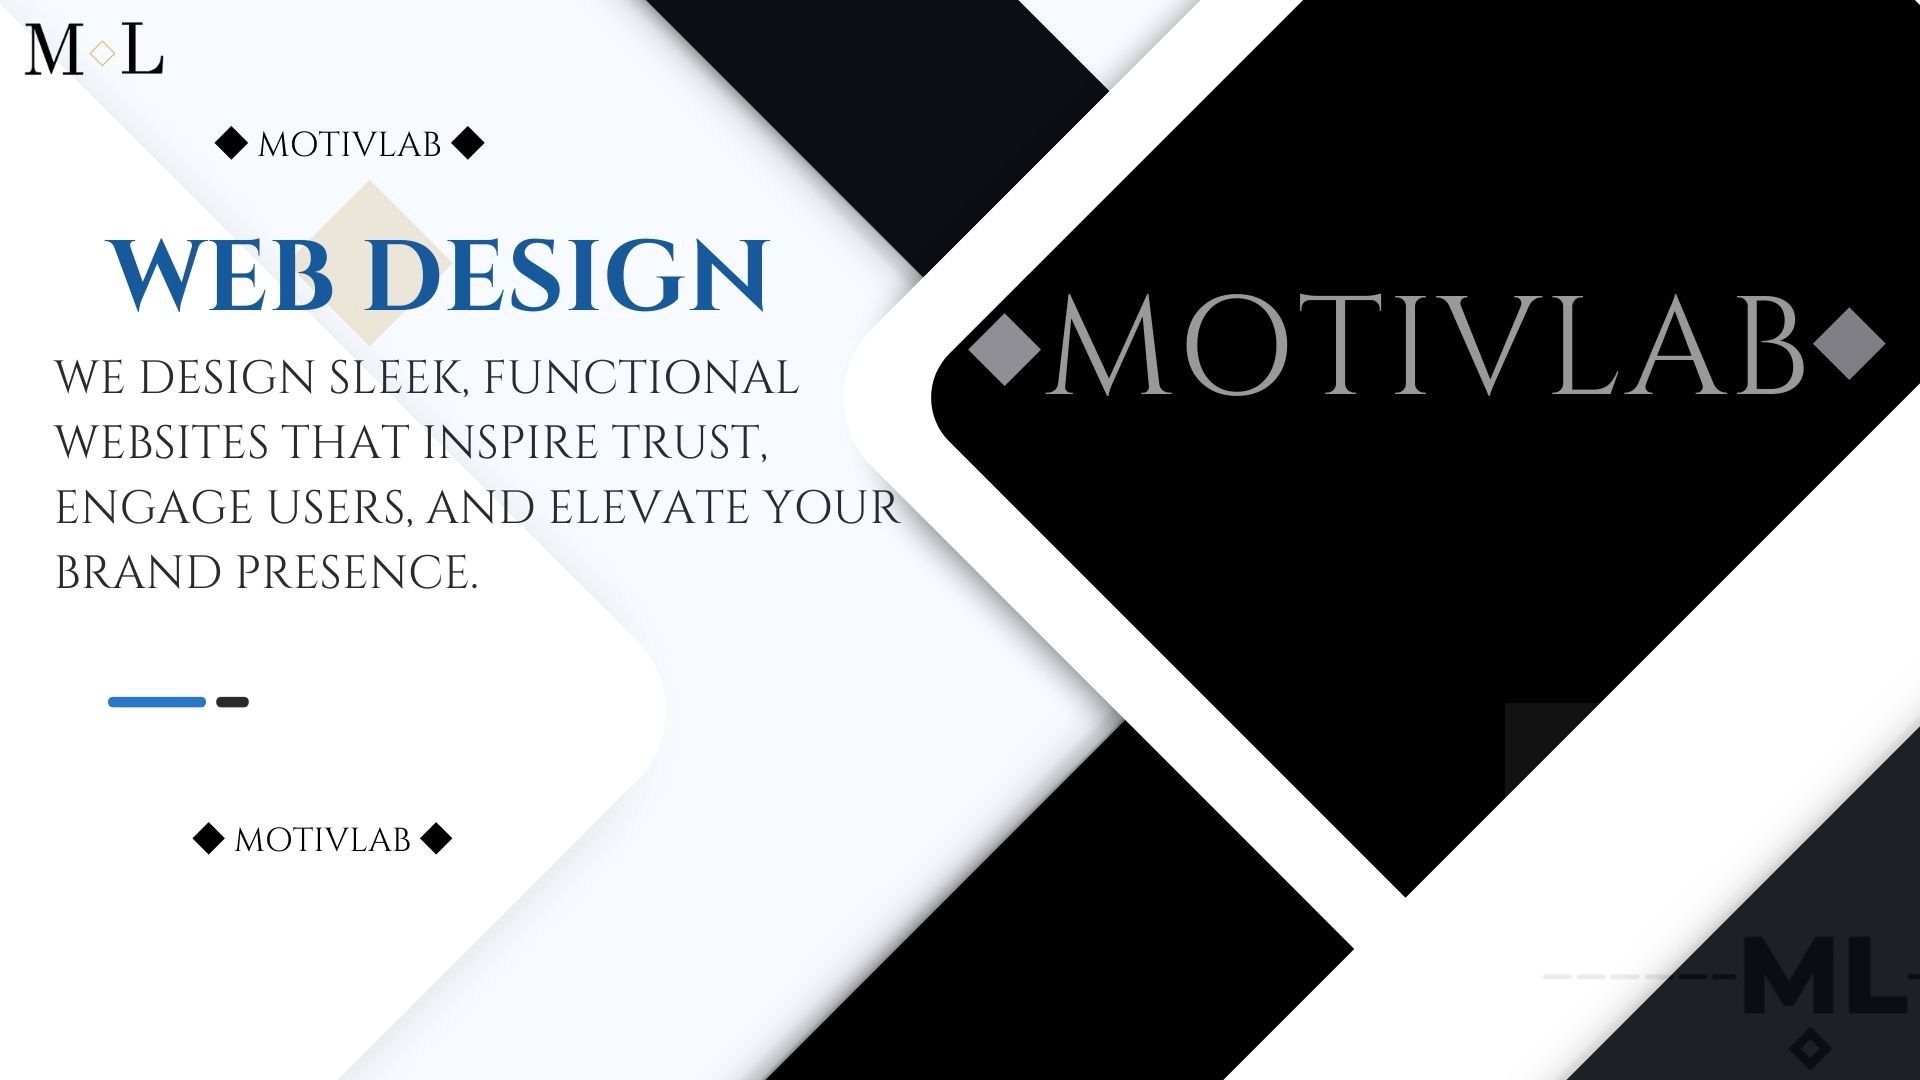 M L
MOTIVLAB
WEB DESIGN
WE DESIGN SLEEK, FUNCTIONAL
WEBSITES THAT INSPIRE TRUST,
ENGAGE USERS, AND ELEVATE YOUR
BRAND PRESENCE.
MOTIVLAB
MOTIVLAB
ML